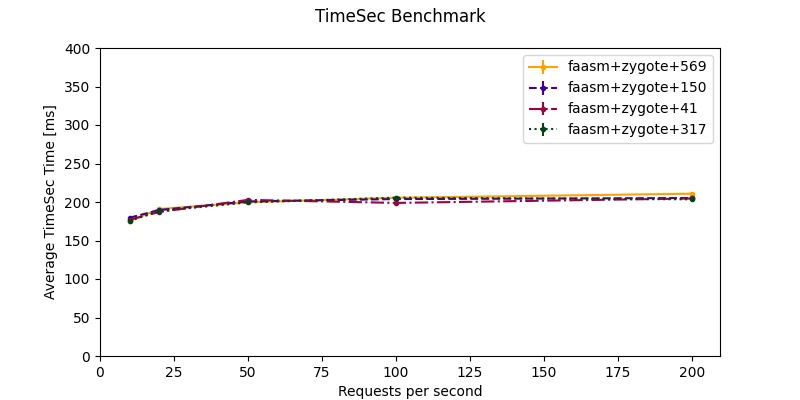 TimeSec Benchmark
400
350
300
250
200
150
100
50
0
Average TimeSec Time [ms]
faasm+zygote+569
faasm+zygote+150
faasm+zygote+41
faasm+zygote+317
0 25 50 75 100 125 150 175 200
Requests per second